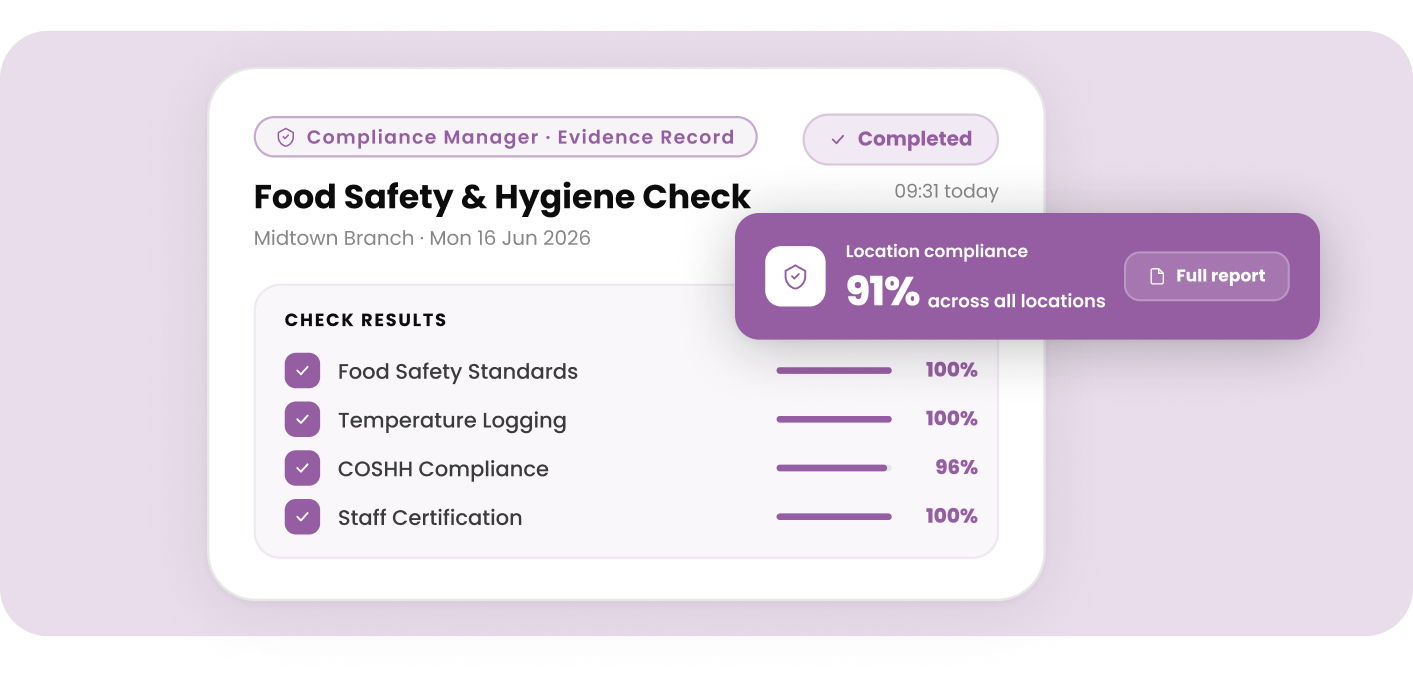 Compliance Manager · Evidence Record
Completed
Food Safety & Hygiene Check
09:31 today
Midtown Branch · Mon 16 Jun 2026
Location compliance
91% across all locations
Full report
CHECK RESULTS
Food Safety Standards 100%
Temperature Logging 100%
COSHH Compliance 96%
Staff Certification 100%